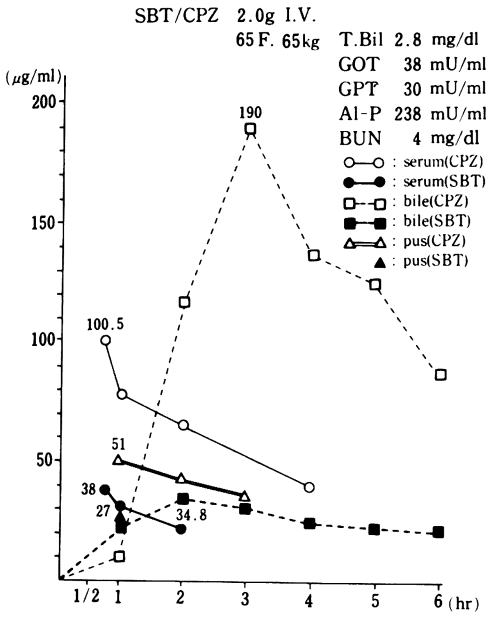 SBT/CPZ 2.0g I.V.
65F. 65kg
T.Bil 2.8 mg/dl
GOT 38 mU/ml
GPT 30 mU/ml
Al-P 238 mU/ml
BUN 4 mg/dl
: serum(CPZ)
: serum(SBT)
: bile(CPZ)
: bile(SBT)
: pus(CPZ)
: pus(SBT)
(μg/ml)
200
190
150
100.5
100
51
50
38
27
34.8
1/2 1 2 3 4 5 6 (hr)